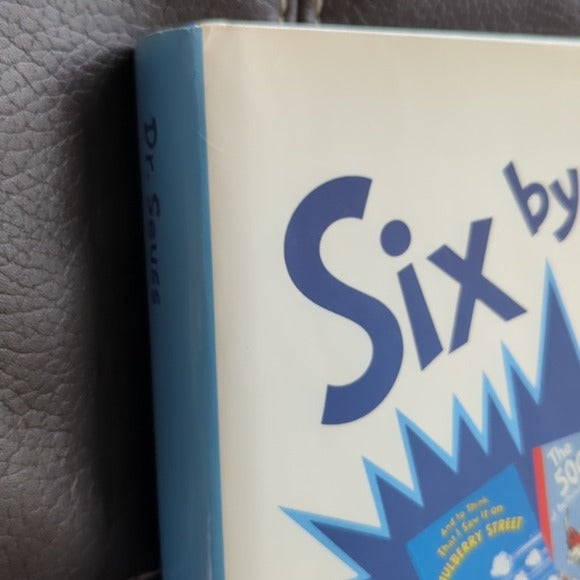 Dr. Seuss
Six by
And to Think
That I Saw It on
MULBERRY STREET
The
500